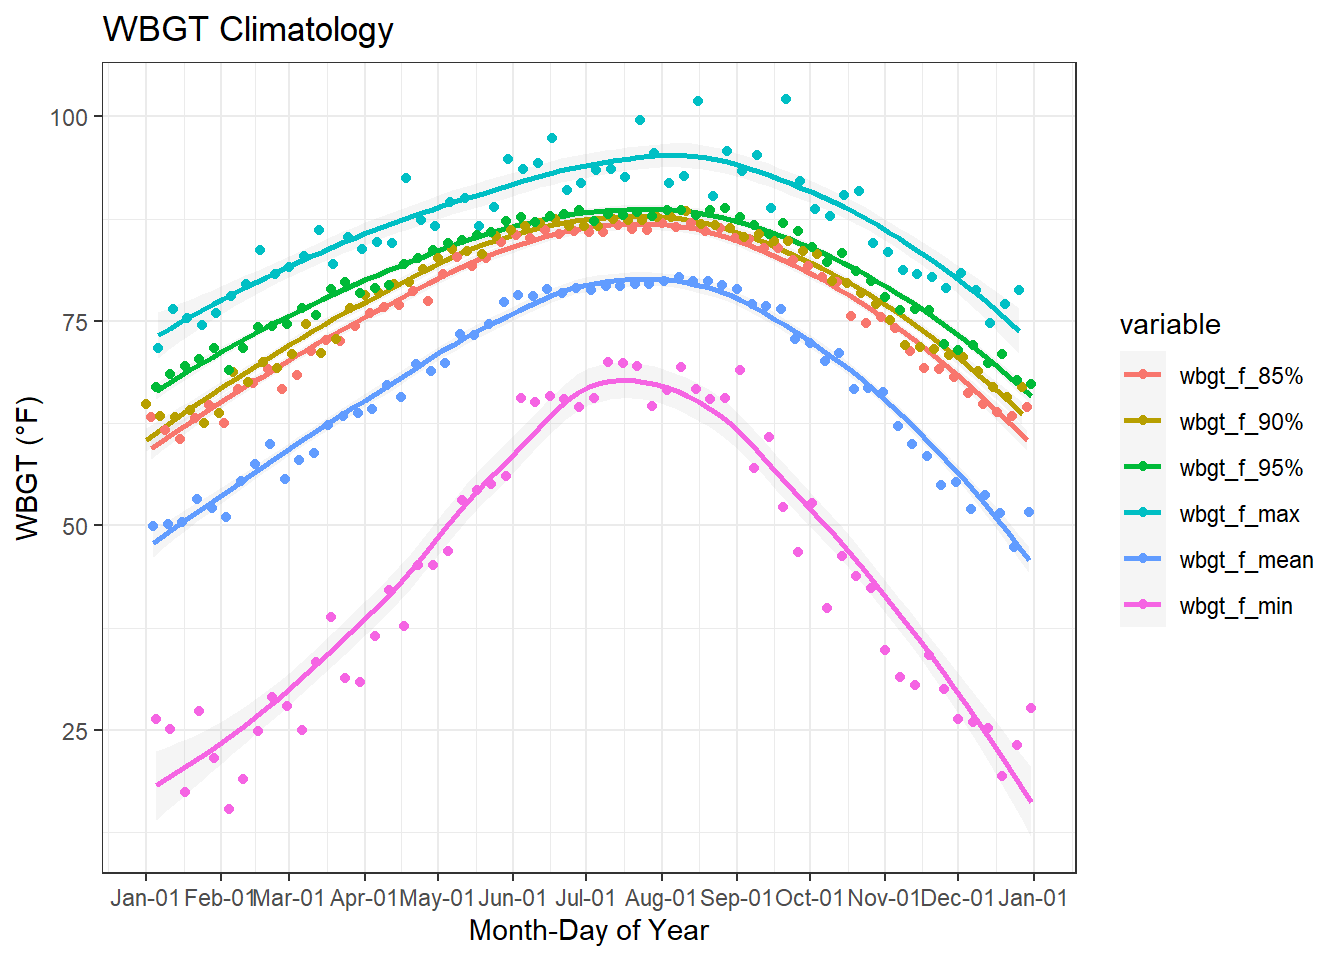 WBGT Climatology
100
75
50
25
WBGT (°F)
Jan-01 Feb-01 Mar-01 Apr-01 May-01 Jun-01 Jul-01 Aug-01 Sep-01 Oct-01 Nov-01 Dec-01 Jan-01
Month-Day of Year
variable
wbgt_f_85%
wbgt_f_90%
wbgt_f_95%
wbgt_f_max
wbgt_f_mean
wbgt_f_min